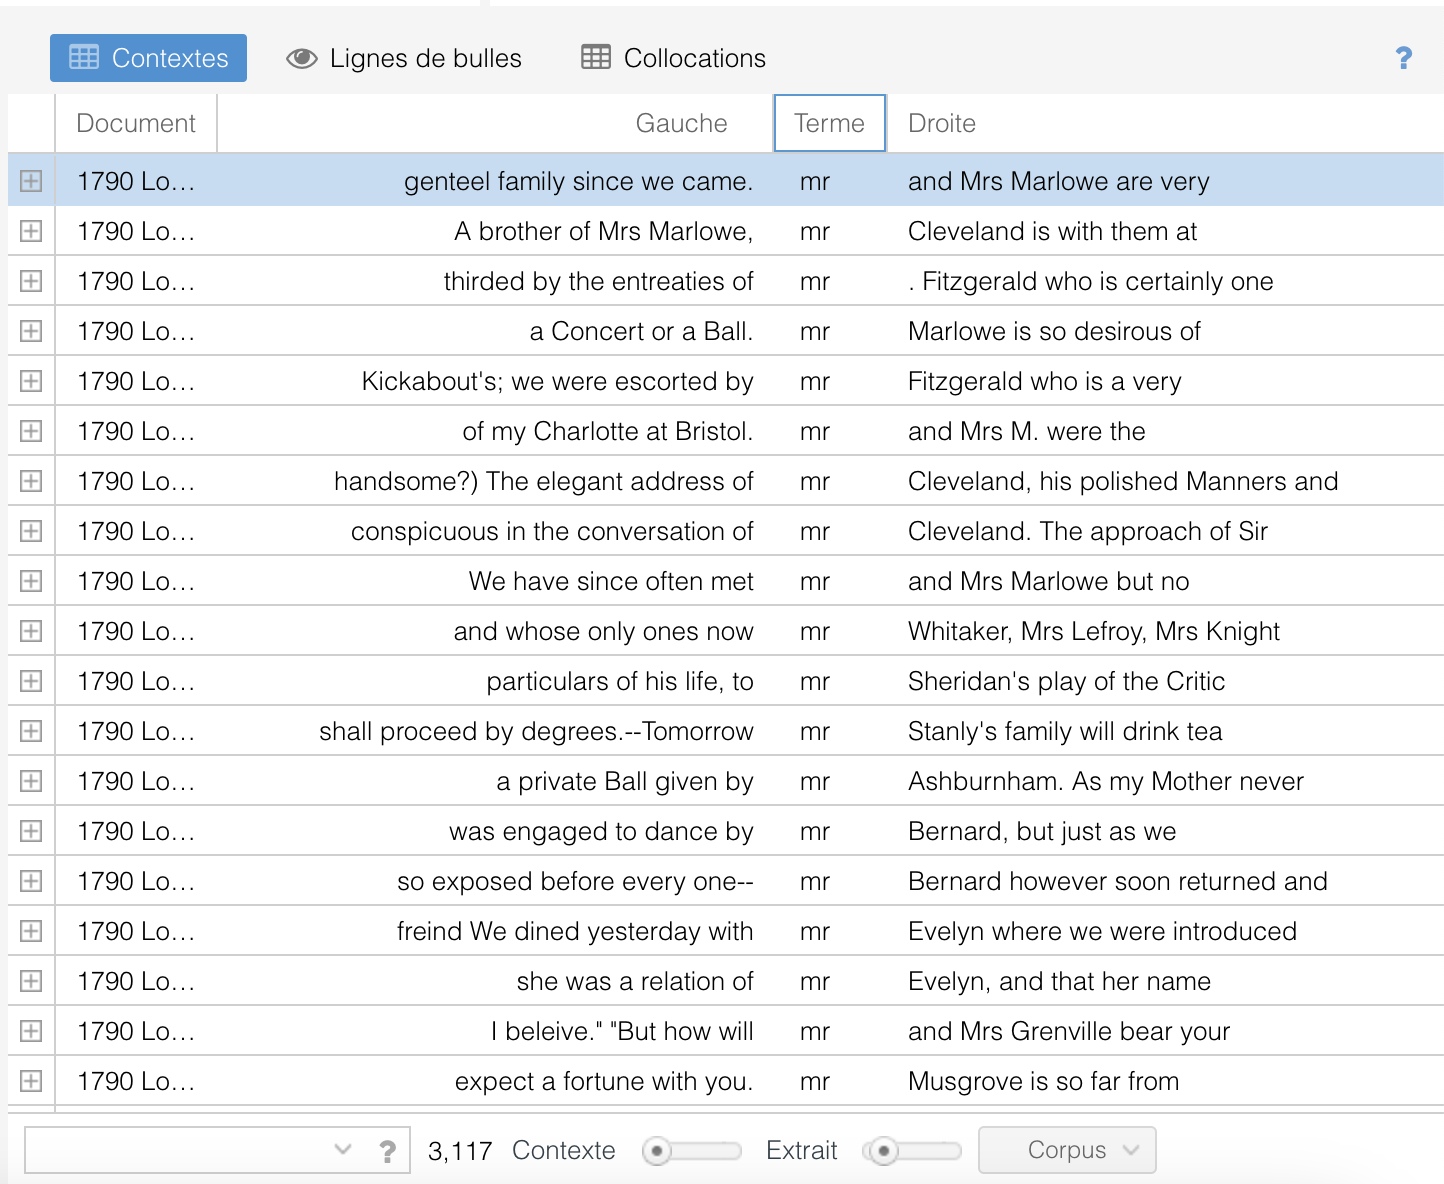 Contextes Lignes de bulles Collocations ?
Document Gauche Terme Droite
1790 Lo... genteel family since we came. mr and Mrs Marlowe are very
1790 Lo... A brother of Mrs Marlowe, mr Cleveland is with them at
1790 Lo... thirded by the entreaties of mr . Fitzgerald who is certainly one
1790 Lo... a Concert or a Ball. mr Marlowe is so desirous of
1790 Lo... Kickabout's; we were escorted by mr Fitzgerald who is a very
1790 Lo... of my Charlotte at Bristol. mr and Mrs M. were the
1790 Lo... handsome?) The elegant address of mr Cleveland, his polished Manners and
1790 Lo... conspicuous in the conversation of mr Cleveland. The approach of Sir
1790 Lo... We have since often met mr and Mrs Marlowe but no
1790 Lo... and whose only ones now mr Whitaker, Mrs Lefroy, Mrs Knight
1790 Lo... particulars of his life, to mr Sheridan's play of the Critic
1790 Lo... shall proceed by degrees.--Tomorrow mr Stanly's family will drink tea
1790 Lo... a private Ball given by mr Ashburnham. As my Mother never
1790 Lo... was engaged to dance by mr Bernard, but just as we
1790 Lo... so exposed before every one-- mr Bernard however soon returned and
1790 Lo... freind We dined yesterday with mr Evelyn where we were introduced
1790 Lo... she was a relation of mr Evelyn, and that her name
1790 Lo... I beleive." "But how will mr and Mrs Grenville bear your
1790 Lo... expect a fortune with you. mr Musgrove is so far from
? 3,117 Contexte Extrait Corpus